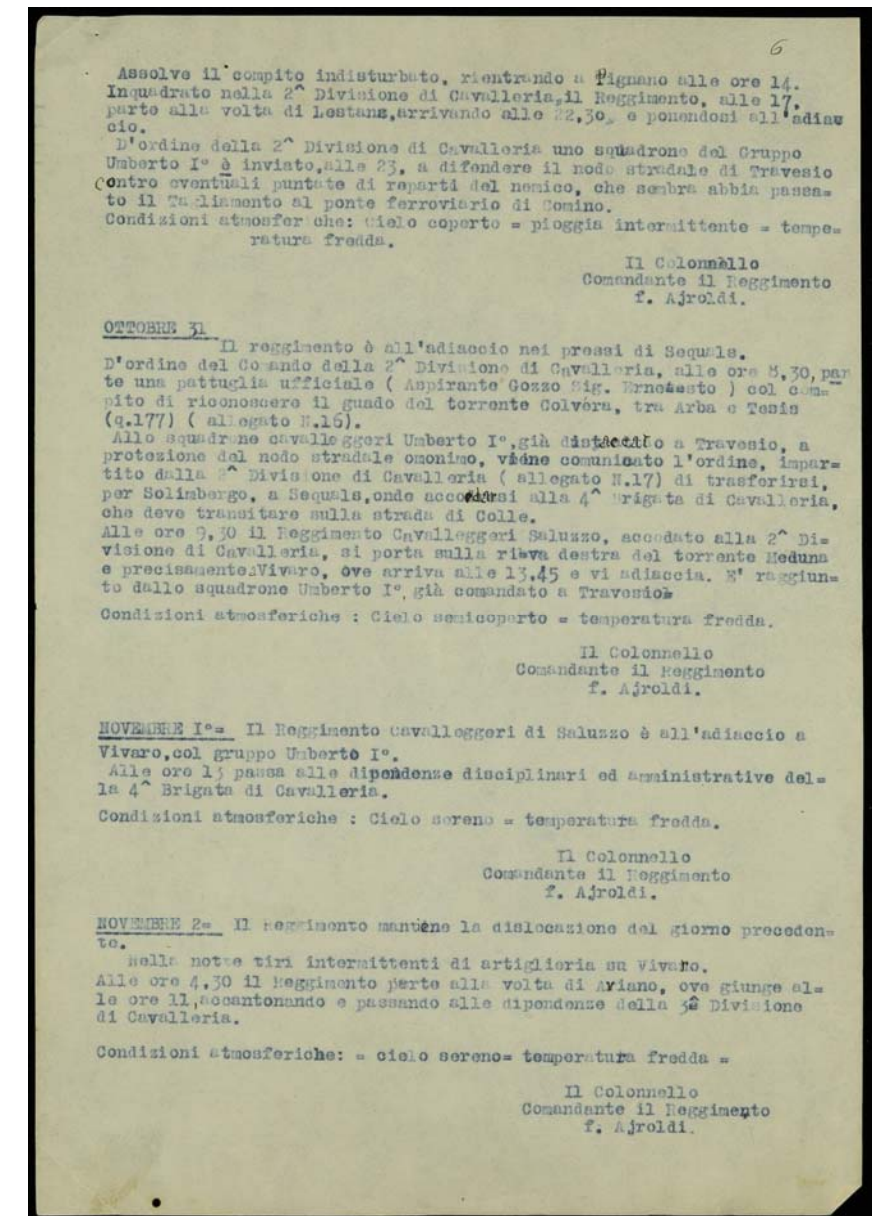 6
Assolve il compito indisturbato, rientrando a Pignano alle ore 14.
Inquadrato nella 2^ Divisione di Cavalleria,il Reggimento, alle 17,
parte alla volta di Lestans,arrivando alle 22,30, e ponendosi all'adiac
cio.
D'ordine della 2^ Divisione di Cavalleria uno squadrone del Gruppo
Umberto I° è inviato,alle 23, a difendere il nodo stradale di Travesio
contro eventuali puntate di reparti del nemico, che sembra abbia passa=
to il Tagliamento al ponte ferroviario di Comino.
Condizioni atmosfer che: Cielo coperto = pioggia intermittente = tempe=
ratura fredda.
Il Colonnello
Comandante il Reggimento
f. Ajroldi.
OTTOBRE 31
Il reggimento è all'adiaccio nei pressi di Sequals.
D'ordine del Comando della 2^ Divisione di Cavalleria, alle ore 8,30,par
te una pattuglia ufficiale ( Aspirante Gozzo Sig. Ernesto ) col com=
pito di riconoscere il guado del torrente Colvera, tra Arba e Tesis
(q.177) ( allegato N.16).
Allo squadrone cavalleggeri Umberto I°,già distaccato a Travesio, a
protezione del nodo stradale omonimo, viene comunicato l'ordine, impar=
tito dalla 2^ Divisione di Cavalleria ( allegato N.17) di trasferirsi,
per Solimbergo, a Sequals,onde accodarsi alla 4^ Brigata di Cavalleria,
che deve transitare sulla strada di Colle.
Alle ore 9,30 il Reggimento Cavalleggeri Saluzzo, accodato alla 2^ Di=
visione di Cavalleria, si porta sulla riva destra del torrente Meduna
e precisamente Vivaro, ove arriva alle 13,45 e vi adiaccia. E' raggiun=
to dallo squadrone Umberto I°, già comandato a Travesio
Condizioni atmosferiche : Cielo semicoperto = temperatura fredda.
Il Colonnello
Comandante il Reggimento
f. Ajroldi.
NOVEMBRE I°= Il Reggimento Cavalleggeri di Saluzzo è all'adiaccio a
Vivaro,col gruppo Umberto I°.
Alle ore 13 passa alle dipendenze disciplinari ed amministrative del=
la 4^ Brigata di Cavalleria.
Condizioni atmosferiche : Cielo sereno = temperatura fredda.
Il Colonnello
Comandante il Reggimento
f. Ajroldi.
NOVEMBRE 2= Il Reggimento mantiene la dislocazione del giorno preceden=
te.
Nella notte tiri intermittenti di artiglieria su Vivaro.
Alle ore 4,30 il Reggimento parte alla volta di Aviano, ove giunge al=
le ore 11,accantonando e passando alle dipendenze della 3^ Divisione
di Cavalleria.
Condizioni atmosferiche: = cielo sereno= temperatura fredda =
Il Colonnello
Comandante il Reggimento
f. Ajroldi.